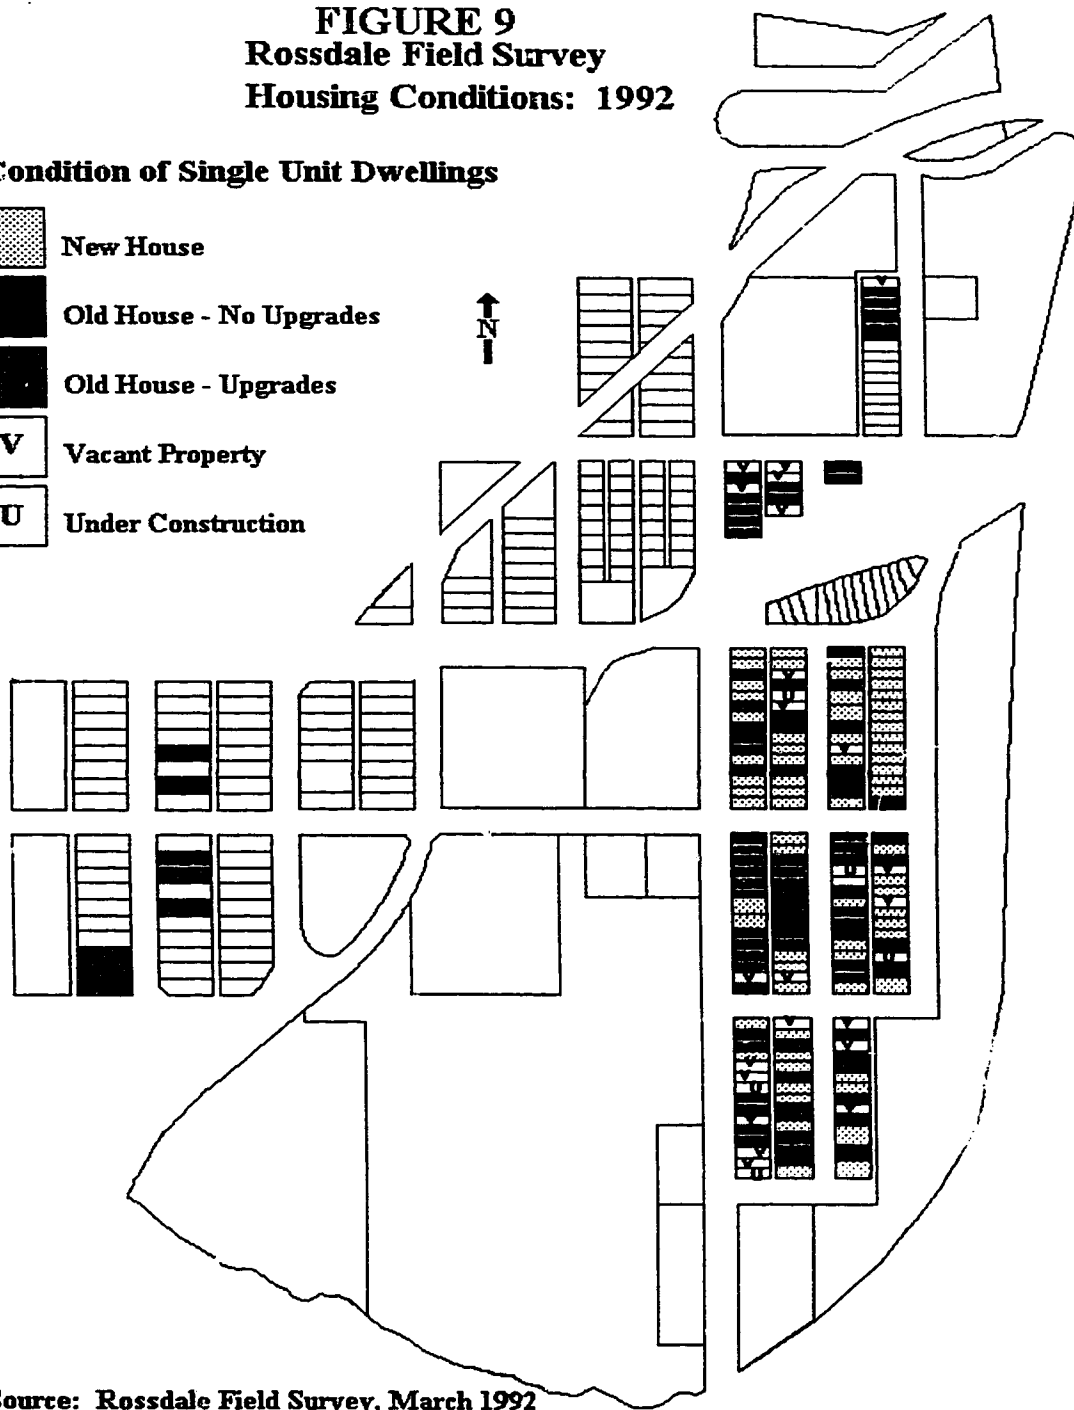 FIGURE 9
Rossdale Field Survey
Housing Conditions: 1992
Condition of Single Unit Dwellings
New House
Old House - No Upgrades
N
Old House - Upgrades
V Vacant Property
U Under Construction
V
V V
V
V
V
V
U
V
V
U
V
V
U
V V
V V
V
V
V
U
V
V
V
V
U
Source: Rossdale Field Survey, March 1992